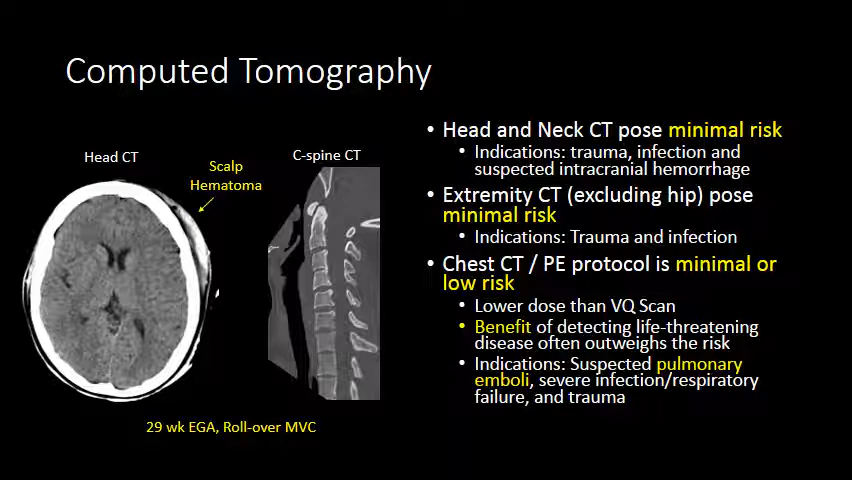 Computed Tomography
Head CT
Scalp
Hematoma
C-spine CT
29 wk EGA, Roll-over MVC
• Head and Neck CT pose minimal risk
• Indications: trauma, infection and
suspected intracranial hemorrhage
• Extremity CT (excluding hip) pose
minimal risk
• Indications: Trauma and infection
• Chest CT / PE protocol is minimal or
low risk
• Lower dose than VQ Scan
• Benefit of detecting life-threatening
disease often outweighs the risk
• Indications: Suspected pulmonary
emboli, severe infection/respiratory
failure, and trauma